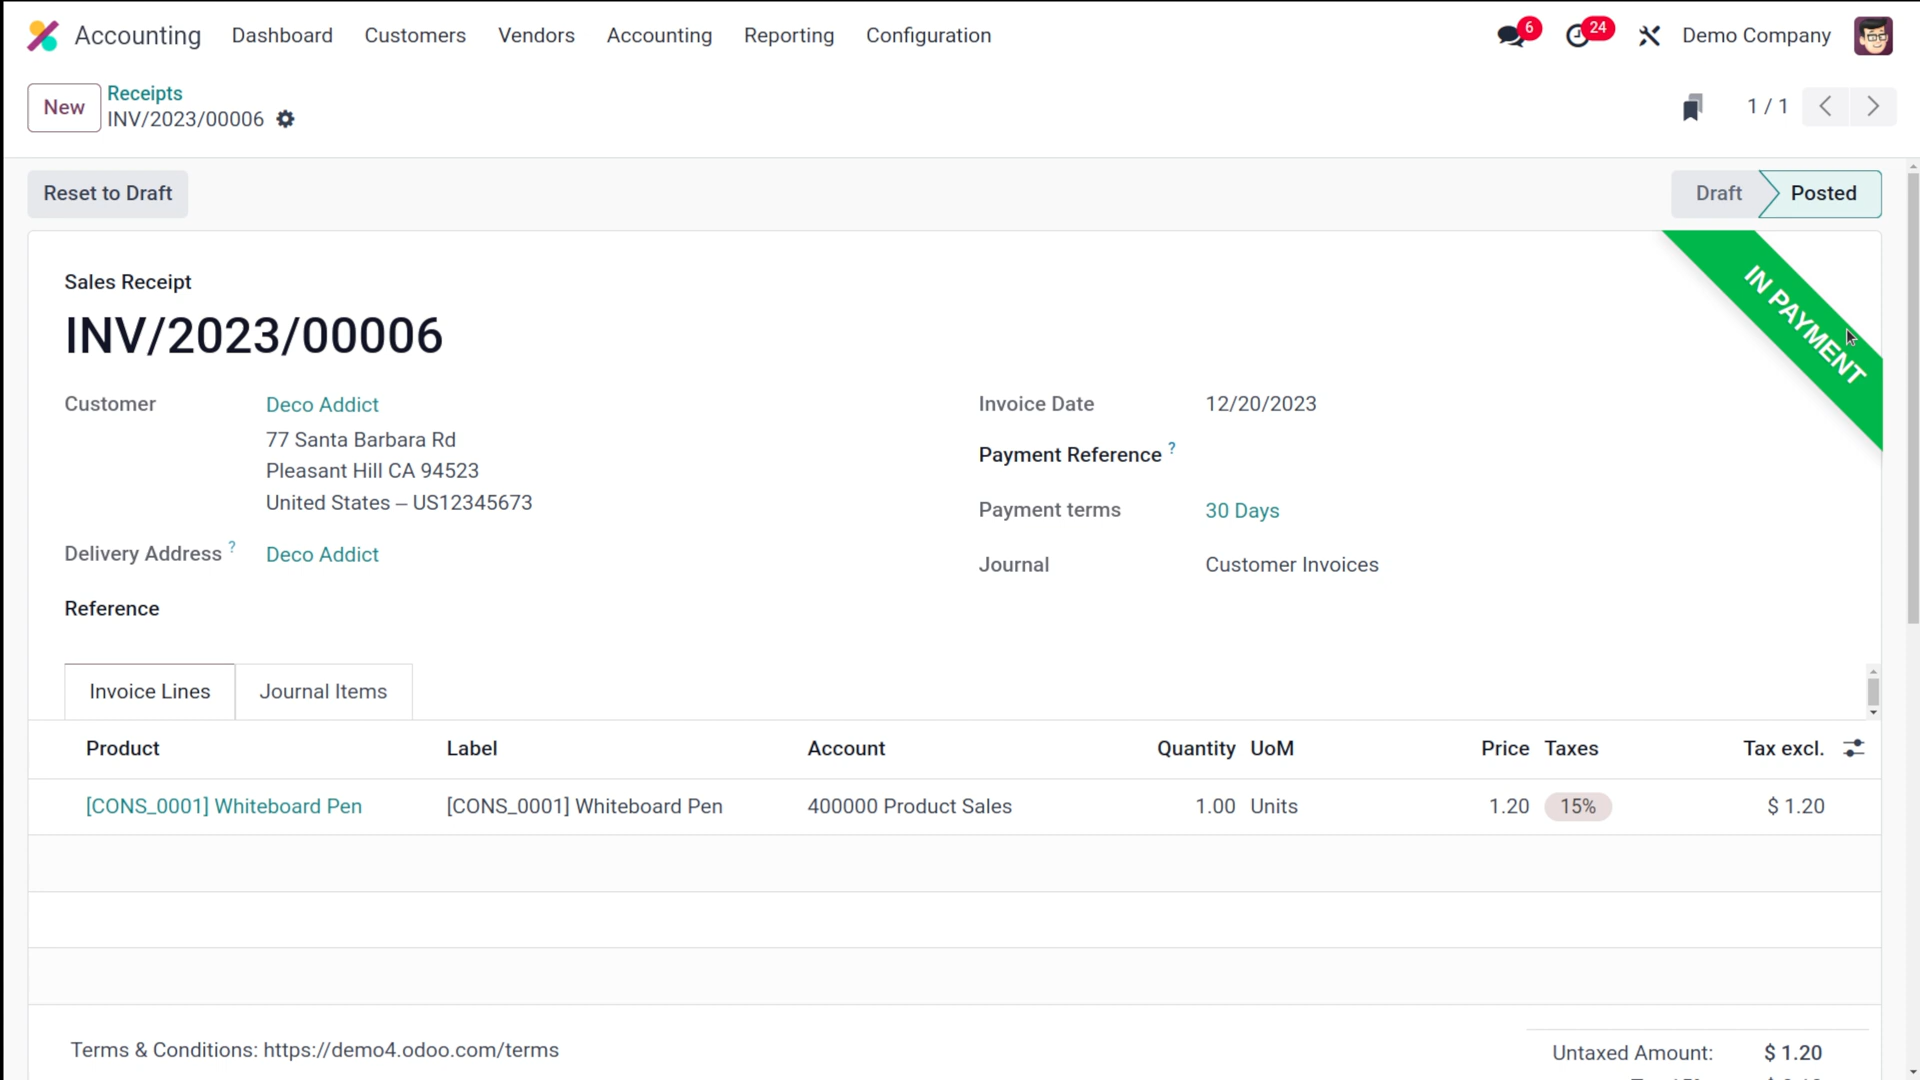 Accounting Dashboard Customers Vendors Accounting Reporting Configuration 6 24 Demo Company
New Receipts
INV/2023/00006 1 / 1
Reset to Draft Draft Posted
IN PAYMENT
Sales Receipt
INV/2023/00006
Customer Deco Addict Invoice Date 12/20/2023
77 Santa Barbara Rd
Pleasant Hill CA 94523 Payment Reference ?
United States – US12345673 Payment terms 30 Days
Delivery Address ? Deco Addict Journal Customer Invoices
Reference
Invoice Lines Journal Items
Product Label Account Quantity UoM Price Taxes Tax excl.
[CONS_0001] Whiteboard Pen [CONS_0001] Whiteboard Pen 400000 Product Sales 1.00 Units 1.20 15% $ 1.20
Terms & Conditions: https://demo4.odoo.com/terms Untaxed Amount: $ 1.20